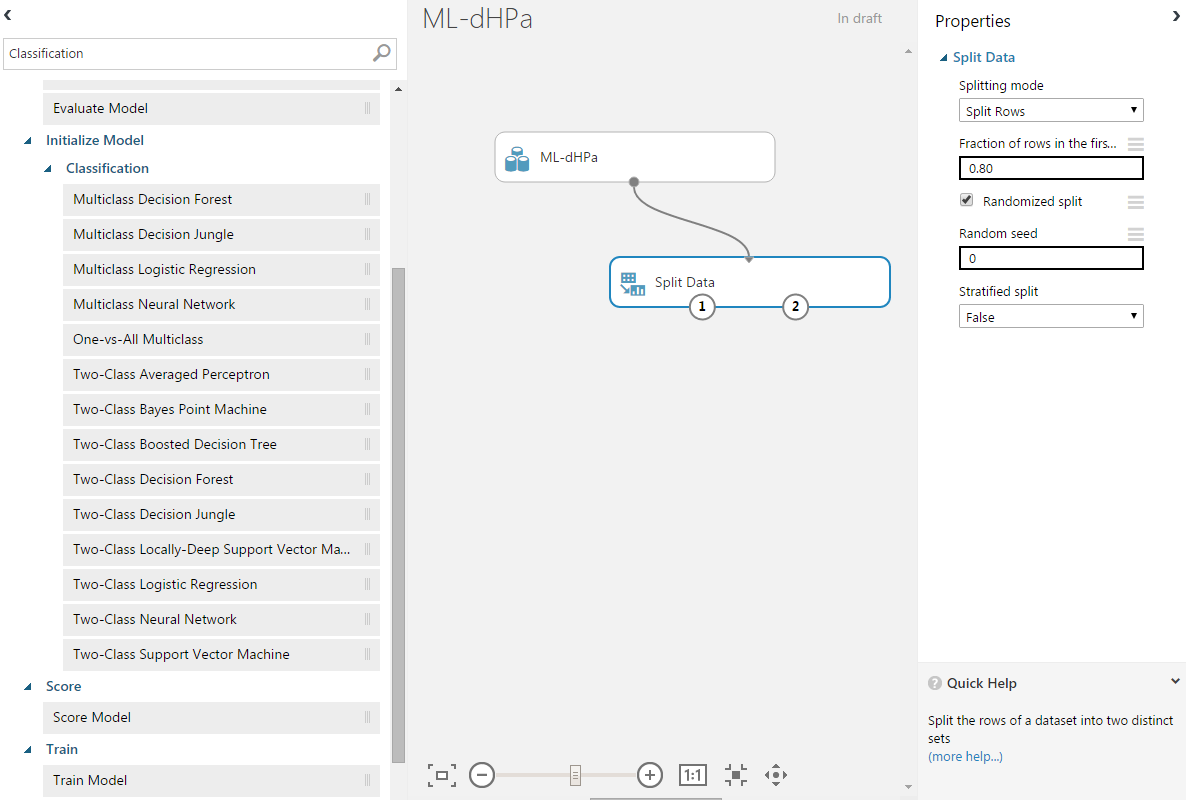 Classification
Evaluate Model
Initialize Model
Classification
Multiclass Decision Forest
Multiclass Decision Jungle
Multiclass Logistic Regression
Multiclass Neural Network
One-vs-All Multiclass
Two-Class Averaged Perceptron
Two-Class Bayes Point Machine
Two-Class Boosted Decision Tree
Two-Class Decision Forest
Two-Class Decision Jungle
Two-Class Locally-Deep Support Vector Ma...
Two-Class Logistic Regression
Two-Class Neural Network
Two-Class Support Vector Machine
Score
Score Model
Train
Train Model
ML-dHPa
In draft
ML-dHPa
Split Data
1
2
1:1
Properties
Split Data
Splitting mode
Split Rows
Fraction of rows in the firs...
0.80
Randomized split
Random seed
0
Stratified split
False
? Quick Help
Split the rows of a dataset into two distinct
sets
(more help...)